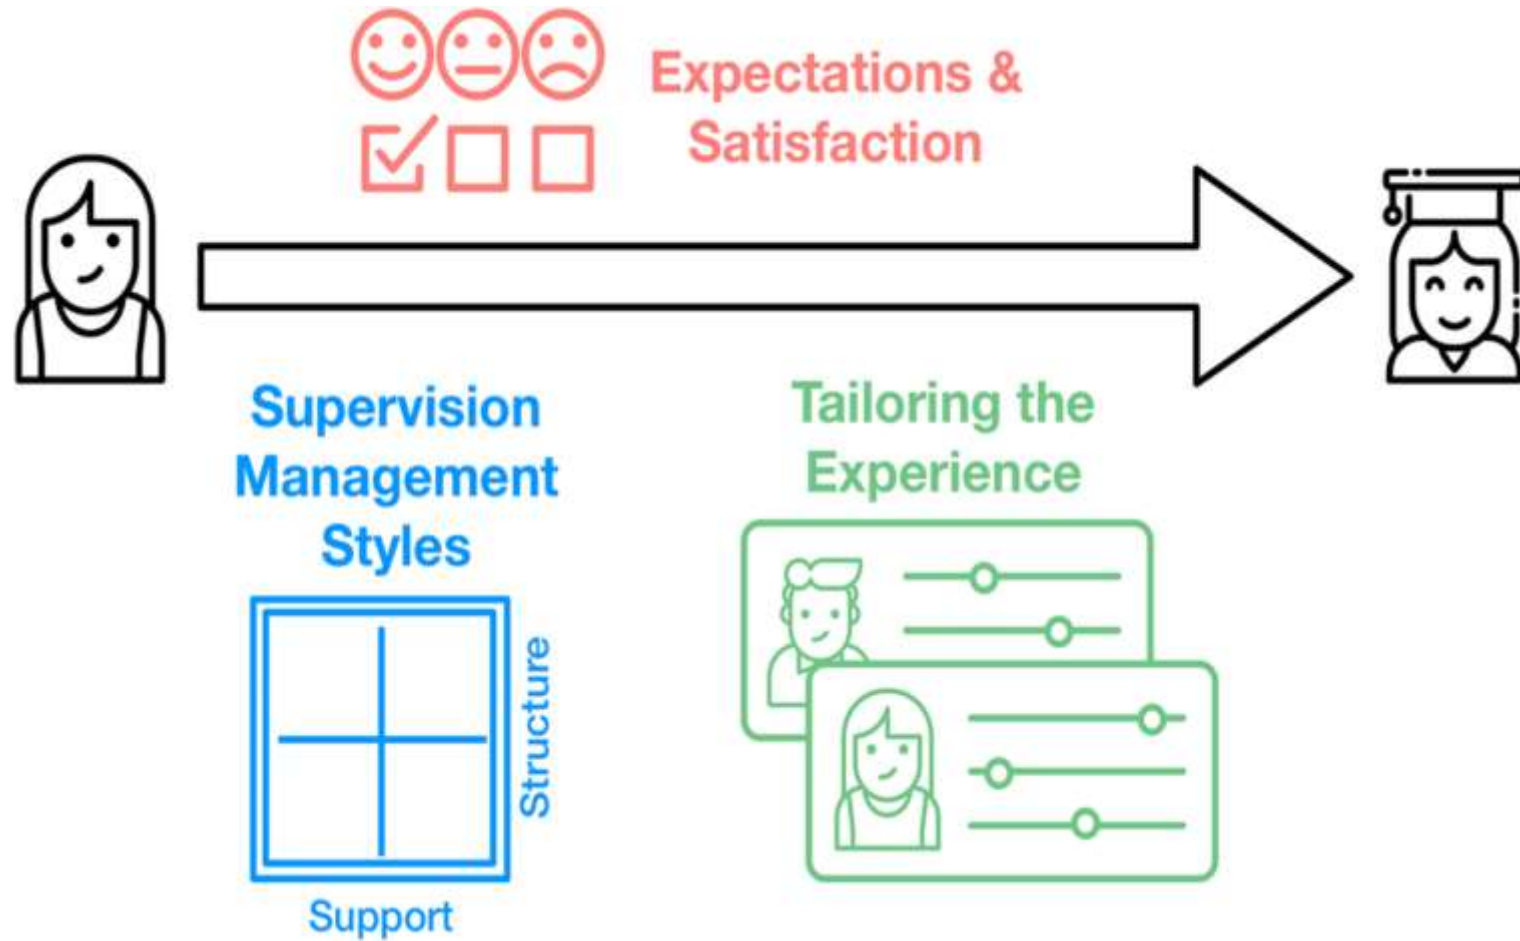 Expectations &
Satisfaction
Supervision
Management
Styles
Structure
Support
Tailoring the
Experience